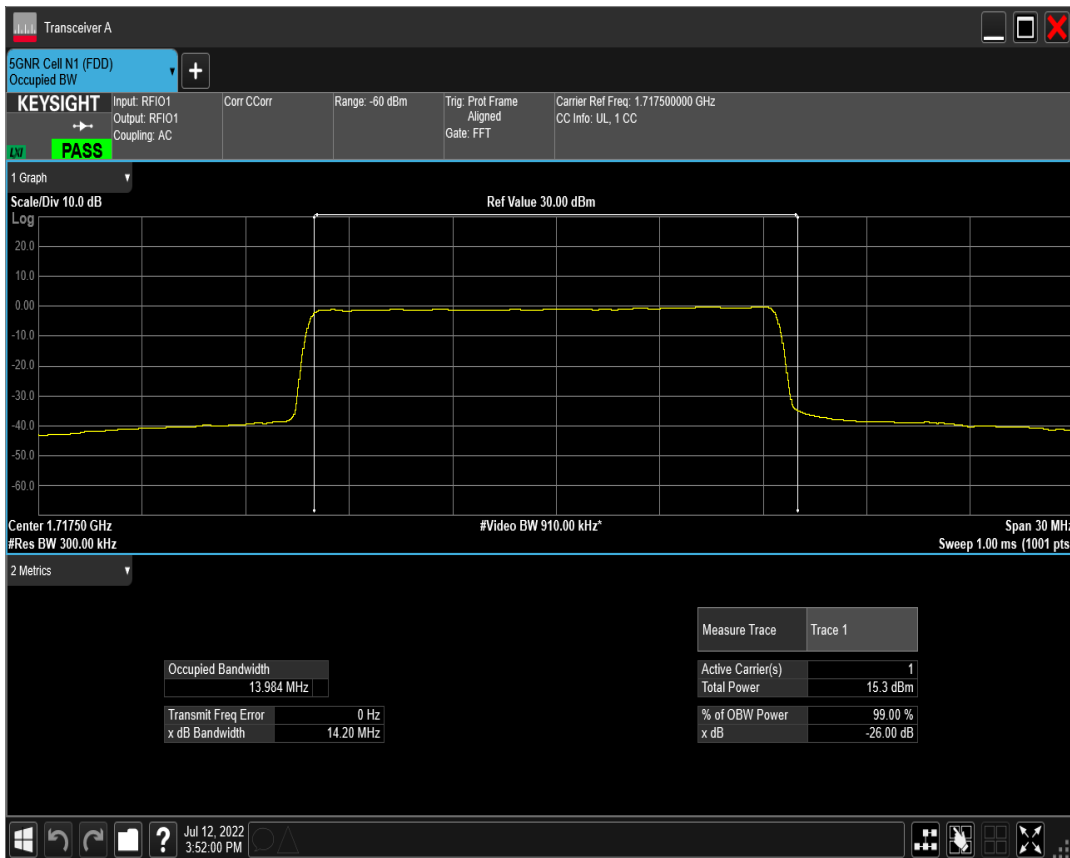 Transceiver A
5GNR Cell N1 (FDD)
Occupied BW
+
KEYSIGHT
LXI
PASS
Input: RFIO1
Output: RFIO1
Coupling: AC
Corr CCorr
Range: -60 dBm
Trig: Prot Frame
Aligned
Gate: FFT
Carrier Ref Freq: 1.717500000 GHz
CC Info: UL, 1 CC
1 Graph
Scale/Div 10.0 dB
Ref Value 30.00 dBm
Log
20.0
10.0
0.00
-10.0
-20.0
-30.0
-40.0
-50.0
-60.0
Center 1.71750 GHz
#Video BW 910.00 kHz*
Span 30 MHz
#Res BW 300.00 kHz
Sweep 1.00 ms (1001 pts
2 Metrics
Measure Trace Trace 1
Occupied Bandwidth
13.984 MHz
Active Carrier(s) 1
Total Power 15.3 dBm
Transmit Freq Error 0 Hz
x dB Bandwidth 14.20 MHz
% of OBW Power 99.00 %
x dB -26.00 dB
?
Jul 12, 2022
3:52:00 PM